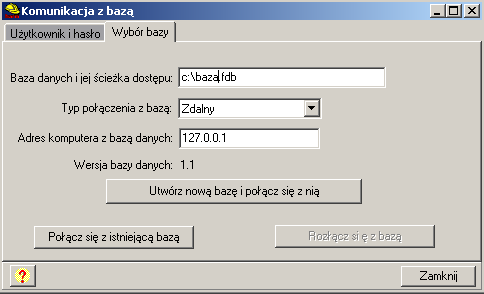 Komunikacja z bazą
Użytkownik i hasło
Wybór bazy
Baza danych i jej ścieżka dostępu: c:\baza.fdb
Typ połączenia z bazą: Zdalny
Adres komputera z bazą danych: 127.0.0.1
Wersja bazy danych: 1.1
Utwórz nową bazę i połącz się z nią
Połącz się z istniejącą bazą
Rozłącz si ę z bazą
?
Zamknij